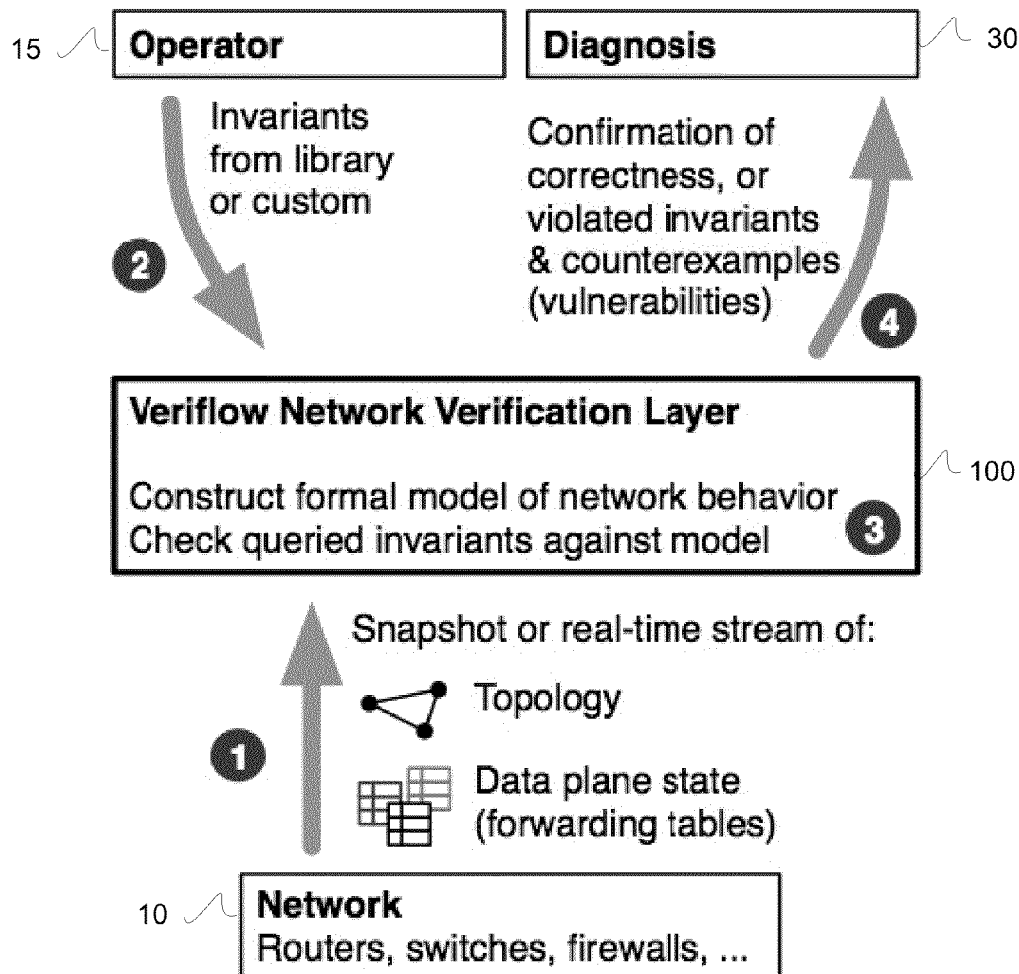 15
Operator
Diagnosis
30
Invariants
from library
or custom
2
Confirmation of
correctness, or
violated invariants
& counterexamples
(vulnerabilities)
4
Veriflow Network Verification Layer
100
Construct formal model of network behavior
Check queried invariants against model
3
Snapshot or real-time stream of:
Topology
1
Data plane state
(forwarding tables)
10
Network
Routers, switches, firewalls, ...